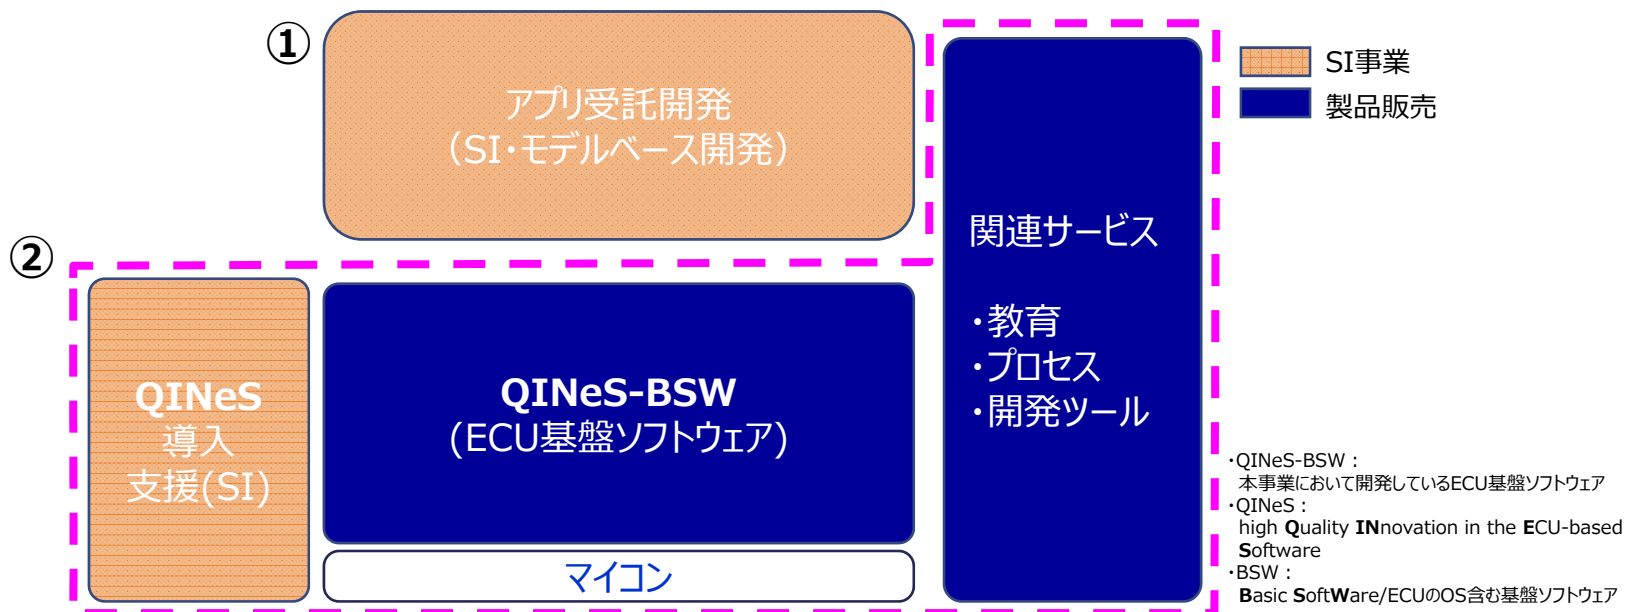 ①
アプリ受託開発
（SI・モデルベース開発）
SI事業
製品販売
②
QINeS
導入
支援(SI)
QINeS-BSW
(ECU基盤ソフトウェア)
マイコン
関連サービス
・教育
・プロセス
・開発ツール
・QINeS-BSW：
本事業において開発しているECU基盤ソフトウェア
・QINeS：
high Quality INnovation in the ECU-based
Software
・BSW：
Basic SoftWare/ECUのOS含む基盤ソフトウェア